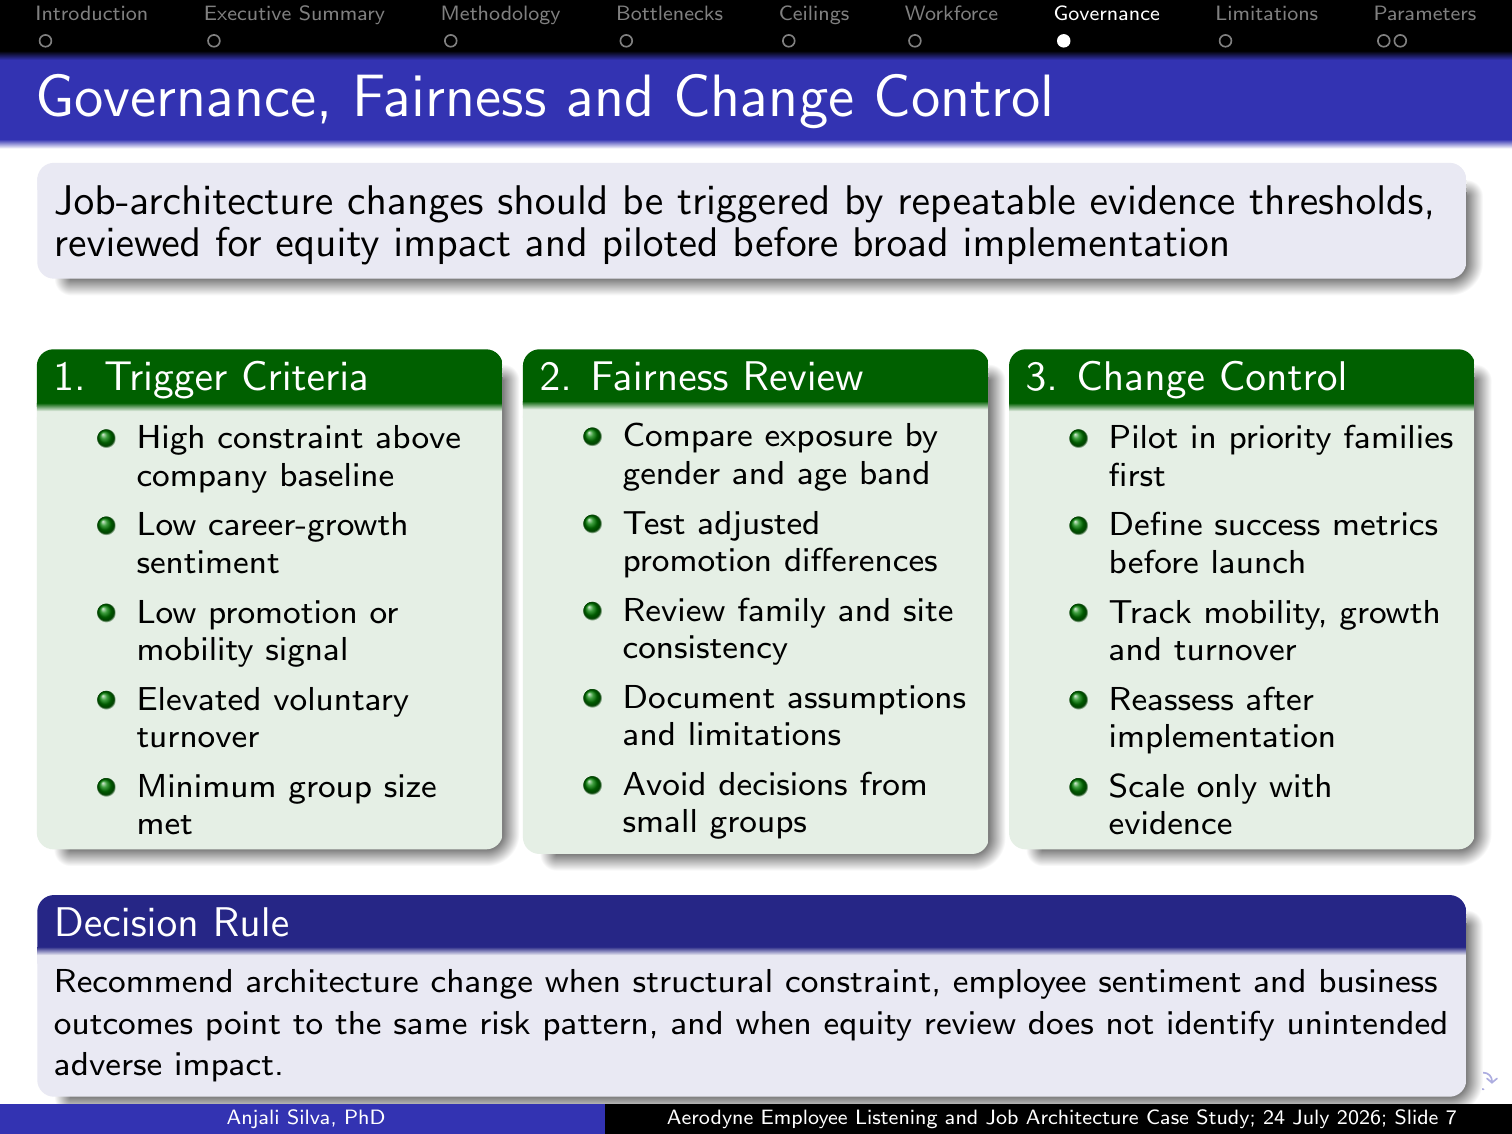 Introduction Executive Summary Methodology Bottlenecks Ceilings Workforce Governance Limitations Parameters
Governance, Fairness and Change Control
Job-architecture changes should be triggered by repeatable evidence thresholds,
reviewed for equity impact and piloted before broad implementation
1. Trigger Criteria
High constraint above
company baseline
Low career-growth
sentiment
Low promotion or
mobility signal
Elevated voluntary
turnover
Minimum group size
met
2. Fairness Review
Compare exposure by
gender and age band
Test adjusted
promotion differences
Review family and site
consistency
Document assumptions
and limitations
Avoid decisions from
small groups
3. Change Control
Pilot in priority families
first
Define success metrics
before launch
Track mobility, growth
and turnover
Reassess after
implementation
Scale only with
evidence
Decision Rule
Recommend architecture change when structural constraint, employee sentiment and business
outcomes point to the same risk pattern, and when equity review does not identify unintended
adverse impact.
Anjali Silva, PhD
Aerodyne Employee Listening and Job Architecture Case Study; 24 July 2026; Slide 7